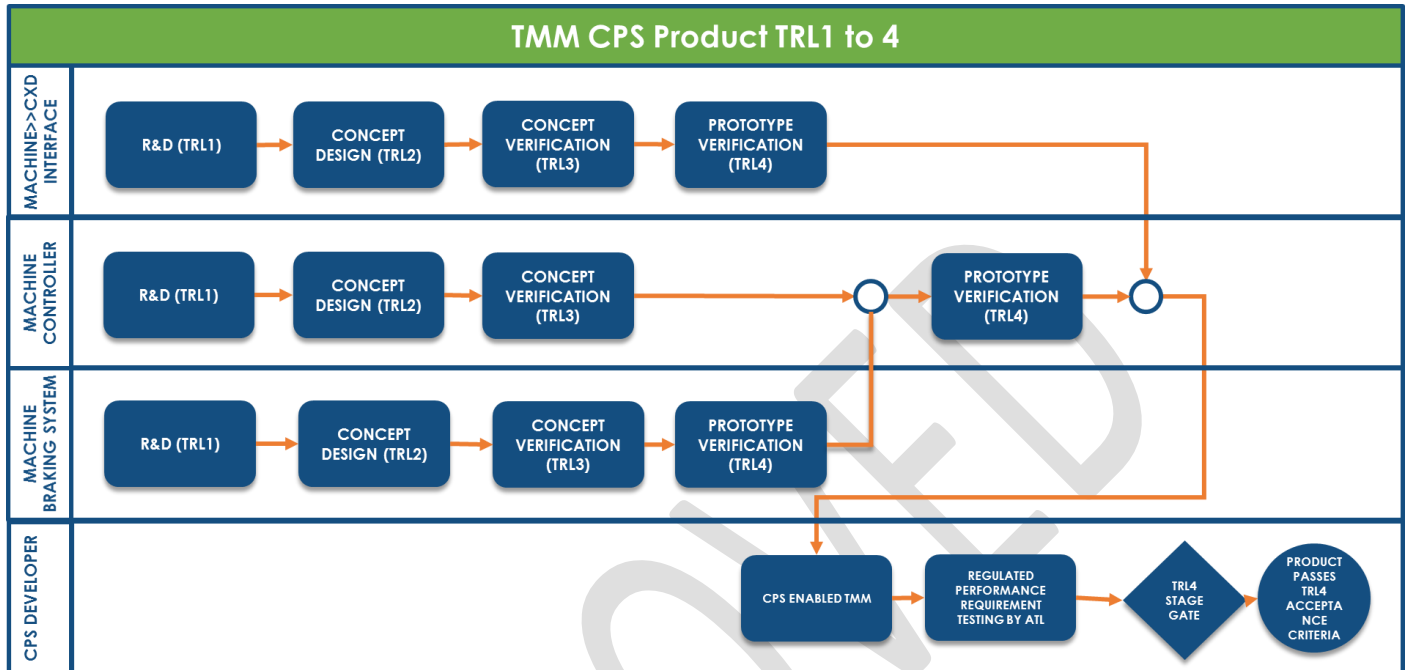 TMM CPS Product TRL1 to 4
MACHINE>>CXD
INTERFACE
R&D (TRL1)
CONCEPT
DESIGN (TRL2)
CONCEPT
VERIFICATION
(TRL3)
PROTOTYPE
VERIFICATION
(TRL4)
MACHINE
CONTROLLER
R&D (TRL1)
CONCEPT
DESIGN (TRL2)
CONCEPT
VERIFICATION
(TRL3)
PROTOTYPE
VERIFICATION
(TRL4)
MACHINE
BRAKING SYSTEM
R&D (TRL1)
CONCEPT
DESIGN (TRL2)
CONCEPT
VERIFICATION
(TRL3)
PROTOTYPE
VERIFICATION
(TRL4)
CPS DEVELOPER
CPS ENABLED TMM
REGULATED
PERFORMANCE
REQUIREMENT
TESTING BY ATL
TRL4
STAGE
GATE
PRODUCT
PASSES
TRL4
ACCEPTA
NCE
CRITERIA
OVED